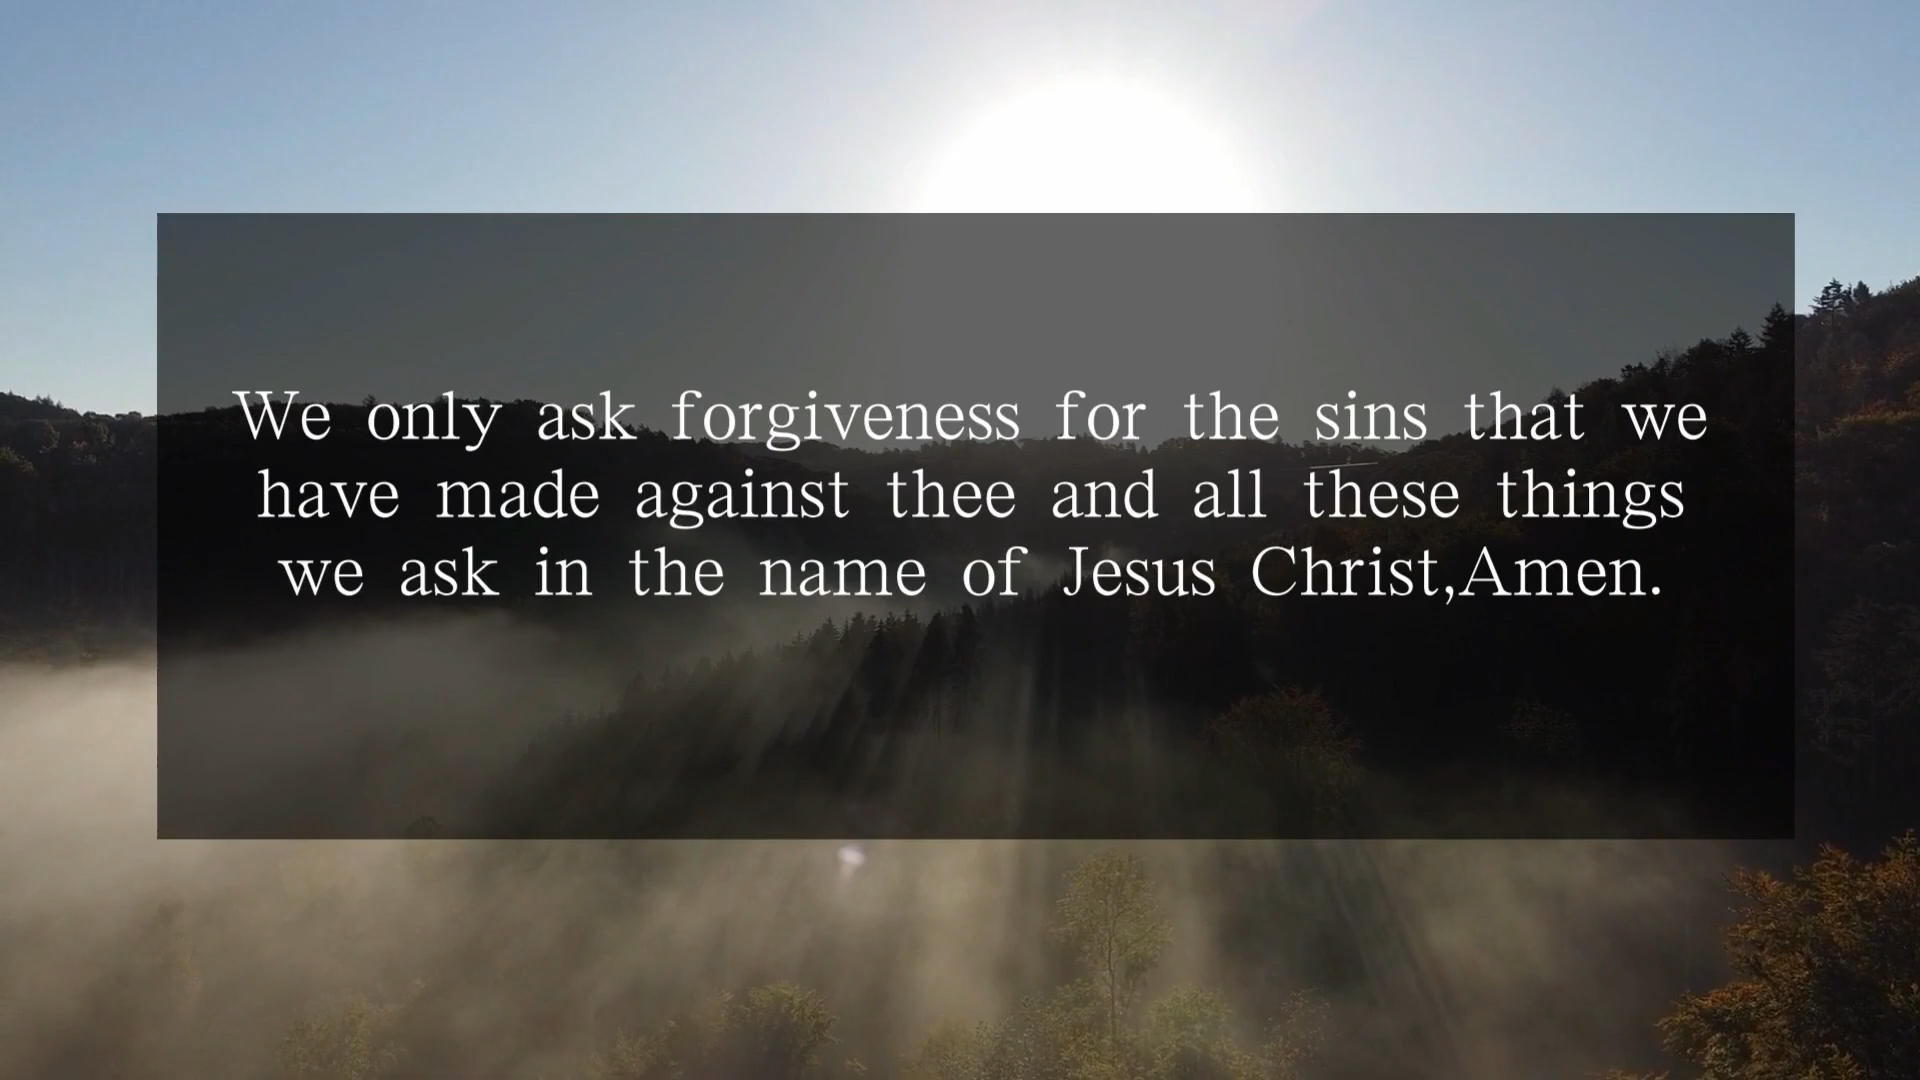 We only ask forgiveness for the sins that we
have made against thee and all these things
we ask in the name of Jesus Christ,Amen.